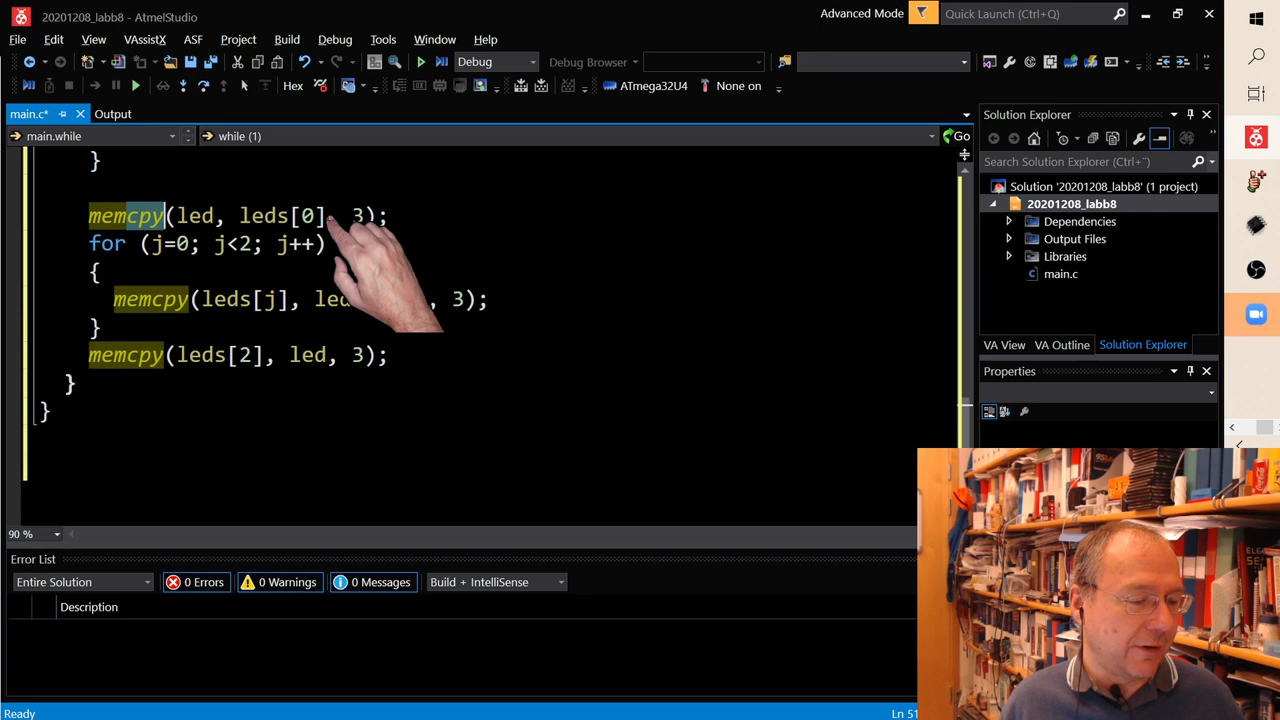 20201208_labb8 - AtmelStudio
Advanced Mode
Quick Launch (Ctrl+Q)
File Edit View VAssistX ASF Project Build Debug Tools Window Help
Debug
Debug Browser
Hex
ATmega32U4
None on
main.c*
Output
main.while
while (1)
Go
}
memcpy(led, leds[0] 3);
for (j=0; j<2; j++)
{
memcpy(leds[j], led , 3);
}
memcpy(leds[2], led, 3);
}
}
90 %
Error List
Entire Solution
0 Errors
0 Warnings
0 Messages
Build + IntelliSense
Description
Ready
Ln 51
Solution Explorer
Search Solution Explorer (Ctrl+¨)
Solution '20201208_labb8' (1 project)
20201208_labb8
Dependencies
Output Files
Libraries
main.c
VA View
VA Outline
Solution Explorer
Properties